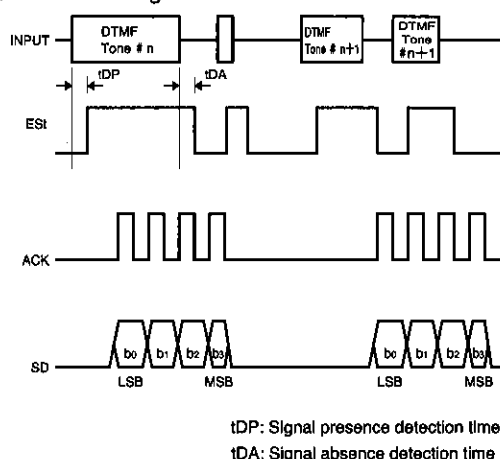 INPUT
DTMF
Tone # n
DTMF
Tone # n+1
DTMF
Tone
#n+1
tDP
tDA
ESt
ACK
SD
b0
b1
b2
b3
b0
b1
b2
b3
LSB
MSB
LSB
MSB
tDP: Signal presence detection time
tDA: Signal absence detection time